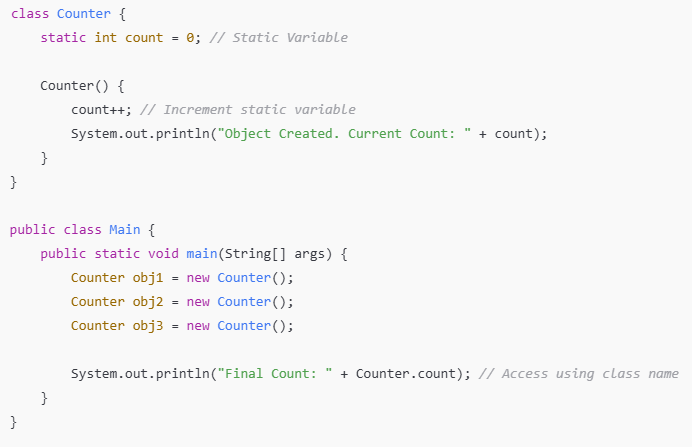 class Counter {
    static int count = 0; // Static Variable

    Counter() {
        count++; // Increment static variable
        System.out.println("Object Created. Current Count: " + count);
    }
}

public class Main {
    public static void main(String[] args) {
        Counter obj1 = new Counter();
        Counter obj2 = new Counter();
        Counter obj3 = new Counter();

        System.out.println("Final Count: " + Counter.count); // Access using class name
    }
}